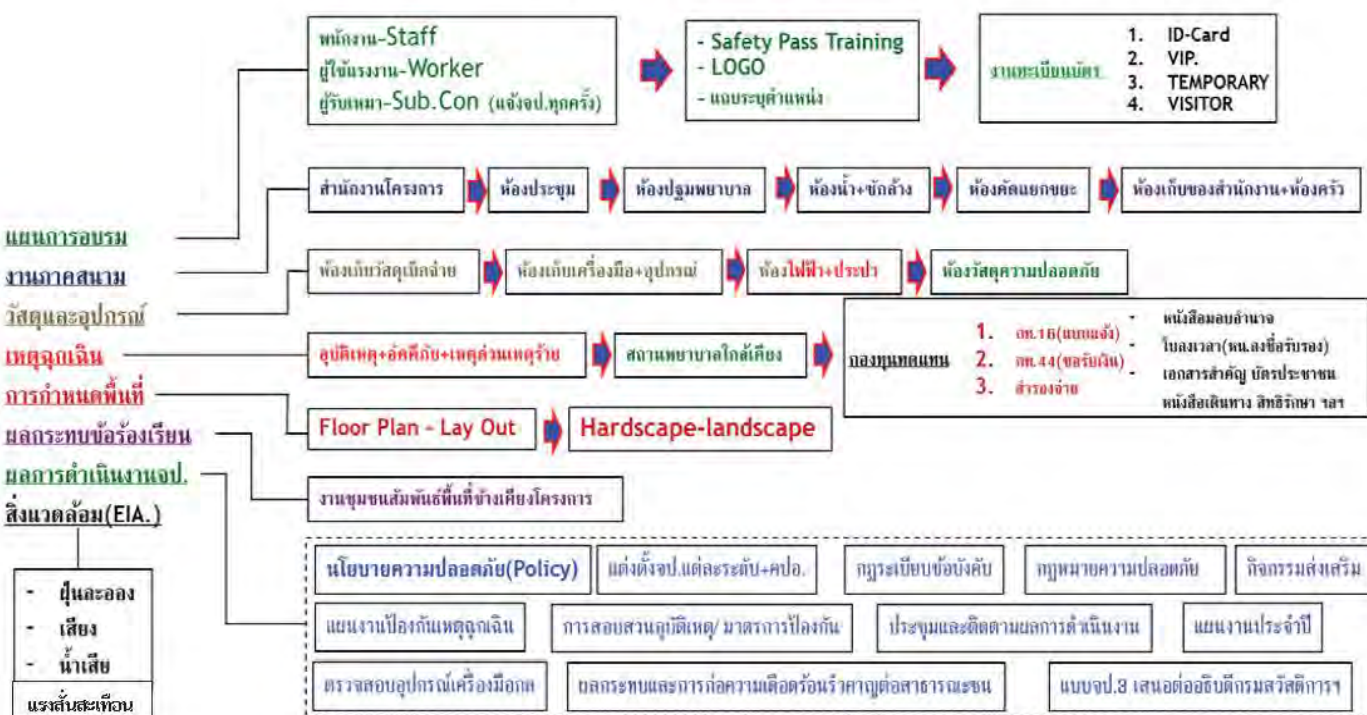 พนักงาน-Staff
ผู้ใช้แรงงาน-Worker
ผู้รับเหมา-Sub.Con (แจ้งจป.ทุกครั้ง)
- Safety Pass Training
- LOGO
- แถบระบุตำแหน่ง
งานทะเบียนบัตร
1. ID-Card
2. VIP.
3. TEMPORARY
4. VISITOR
สำนักงานโครงการ
ห้องประชุม
ห้องปฐมพยาบาล
ห้องน้ำ+ซักล้าง
ห้องคัดแยกขยะ
ห้องเก็บของสำนักงาน+ห้องครัว
แผนการอบรม
งานภาคสนาม
วัสดุและอุปกรณ์
เหตุฉุกเฉิน
การกำหนดพื้นที่
ผลกระทบข้อร้องเรียน
ผลการดำเนินงานจป.
สิ่งแวดล้อม(EIA.)
ห้องเก็บวัสดุเบิกจ่าย
ห้องเก็บเครื่องมือ+อุปกรณ์
ห้องไฟฟ้า+ประปา
ห้องวัสดุความปลอดภัย
อุบัติเหตุ+อัคคีภัย+เหตุด่วนเหตุร้าย
สถานพยาบาลใกล้เคียง
กองทุนทดแทน
1. กท.16(แบบแจ้ง)
2. กท.44(ขอรับเงิน)
3. สำรองจ่าย
- หนังสือมอบอำนาจ
- ใบลงเวลา(หน.ลงชื่อรับรอง)
- เอกสารสำคัญ บัตรประชาชน
หนังสือเดินทาง สิทธิรักษา ฯลฯ
Floor Plan - Lay Out
Hardscape-landscape
งานชุมชนสัมพันธ์พื้นที่ข้างเคียงโครงการ
- ฝุ่นละออง
- เสียง
- น้ำเสีย
แรงสั่นสะเทือน
นโยบายความปลอดภัย(Policy)
แต่งตั้งจป.แต่ละระดับ+คปอ.
กฎระเบียบข้อบังคับ
กฎหมายความปลอดภัย
กิจกรรมส่งเสริม
แผนงานป้องกันเหตุฉุกเฉิน
การสอบสวนอุบัติเหตุ/ มาตรการป้องกัน
ประชุมและติดตามผลการดำเนินงาน
แผนงานประจำปี
ตรวจสอบอุปกรณ์เครื่องมือกล
ผลกระทบและการก่อความเดือดร้อนรำคาญต่อสาธารณะชน
แบบจป.3 เสนอต่ออธิบดีกรมสวัสดิการฯ